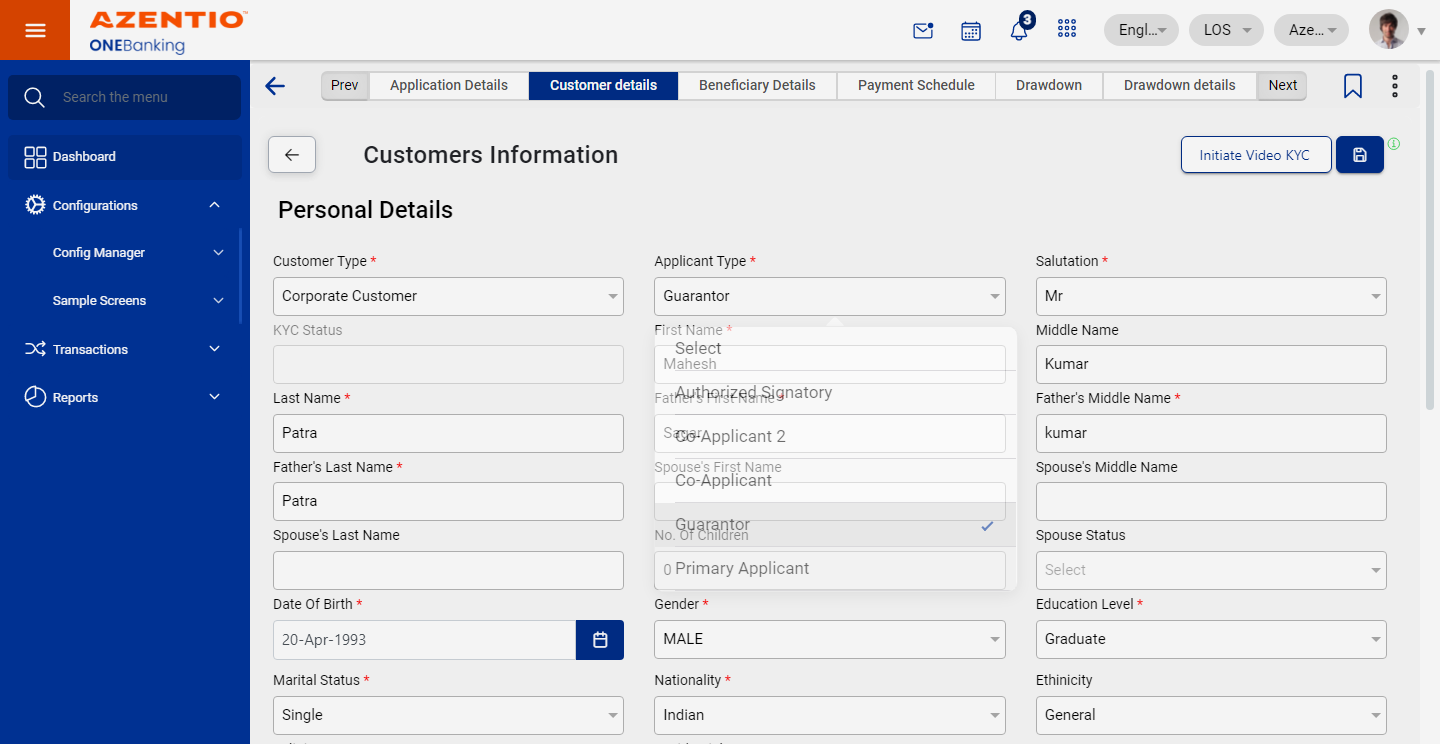 AZENTIO™
ONEBanking
3
Engl...
LOS
Aze...
Search the menu
Dashboard
Configurations
Config Manager
Sample Screens
Transactions
Reports
Prev
Application Details
Customer details
Beneficiary Details
Payment Schedule
Drawdown
Drawdown details
Next
Customers Information
Initiate Video KYC
Personal Details
Customer Type *
Applicant Type *
Salutation *
Corporate Customer
Guarantor
Mr
KYC Status
First Name *
Middle Name
Select
Mahesh
Kumar
Authorized Signatory
Last Name *
Father's First Name *
Father's Middle Name *
Patra
Sagar
Co-Applicant 2
kumar
Father's Last Name *
Spouse's First Name
Spouse's Middle Name
Co-Applicant
Patra
Guarantor
Spouse's Last Name
No. Of Children
Spouse Status
0
Primary Applicant
Select
Date Of Birth *
Gender *
Education Level *
20-Apr-1993
MALE
Graduate
Marital Status *
Nationality *
Ethinicity
Single
Indian
General